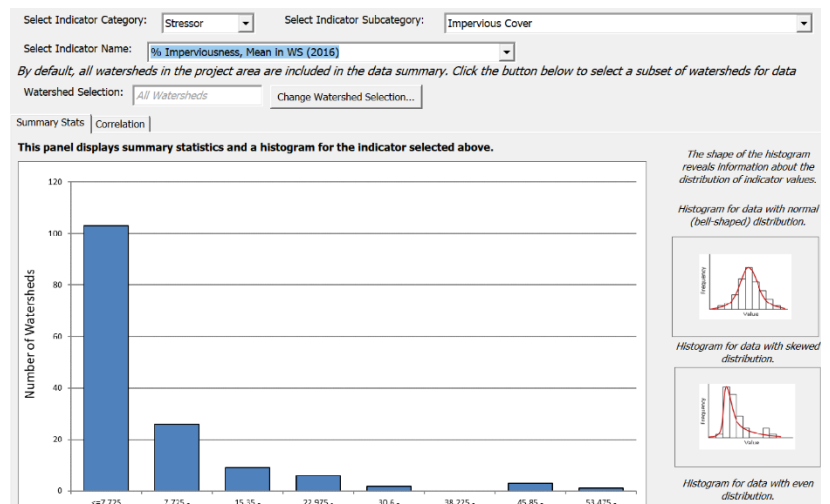 Select Indicator Category: Stressor Select Indicator Subcategory: Impervious Cover
Select Indicator Name: % Imperviousness, Mean in WS (2016)
By default, all watersheds in the project area are included in the data summary. Click the button below to select a subset of watersheds for data
Watershed Selection: All Watersheds Change Watershed Selection...
Summary Stats Correlation
This panel displays summary statistics and a histogram for the indicator selected above.
120
100
80
60
40
20
0
Number of Watersheds
<=7.725 7.725 - 15.35 - 22.975 - 30.6 - 38.225 - 45.85 - 53.475 -
The shape of the histogram
reveals information about the
distribution of indicator values.
Histogram for data with normal
(bell-shaped) distribution.
Frequency
Value
Histogram for data with skewed
distribution.
Frequency
Value
Histogram for data with even
distribution.